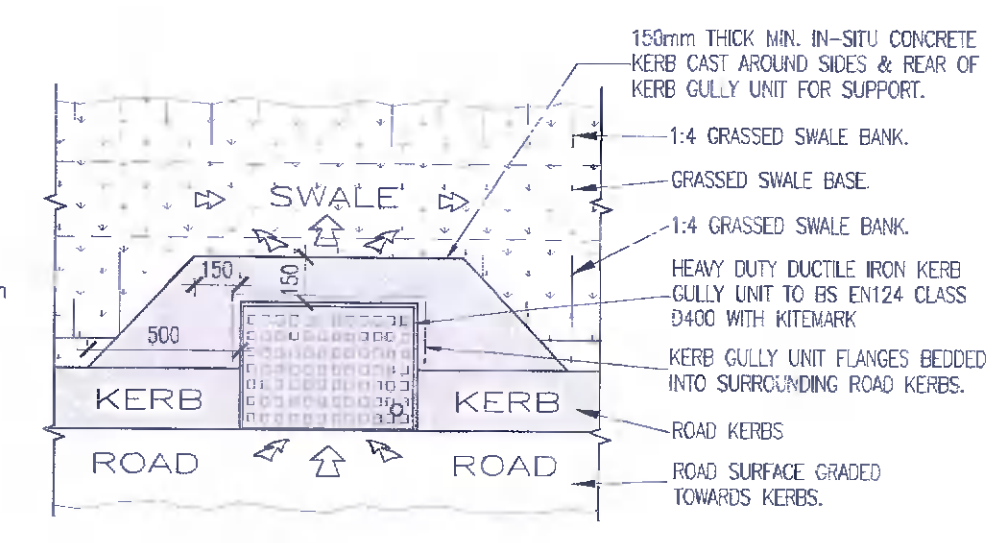 150mm THICK MIN. IN-SITU CONCRETE
KERB CAST AROUND SIDES & REAR OF
KERB GULLY UNIT FOR SUPPORT.
1:4 GRASSED SWALE BANK.
GRASSED SWALE BASE.
SWALE
1:4 GRASSED SWALE BANK.
150
150
HEAVY DUTY DUCTILE IRON KERB
GULLY UNIT TO BS EN124 CLASS
D400 WITH KITEMARK
500
KERB GULLY UNIT FLANGES BEDDED
INTO SURROUNDING ROAD KERBS.
KERB
KERB
ROAD KERBS
ROAD
ROAD
ROAD SURFACE GRADED
TOWARDS KERBS.